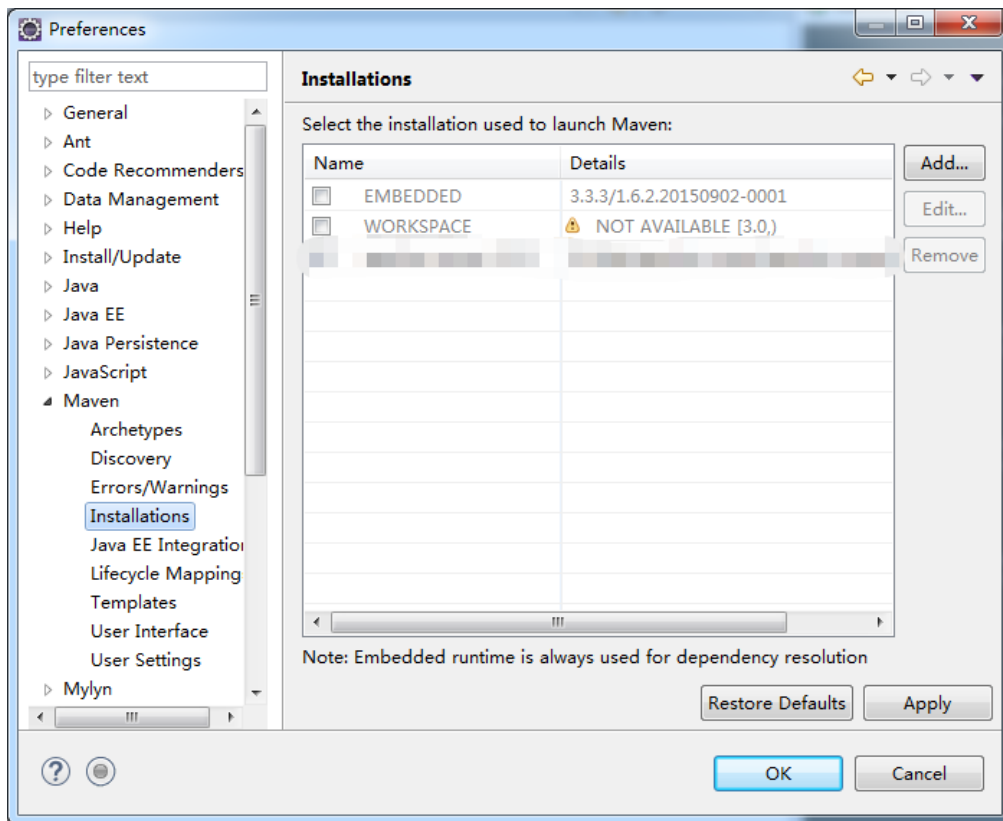 Preferences
type filter text
General
Ant
Code Recommenders
Data Management
Help
Install/Update
Java
Java EE
Java Persistence
JavaScript
Maven
Archetypes
Discovery
Errors/Warnings
Installations
Java EE Integration
Lifecycle Mapping
Templates
User Interface
User Settings
Mylyn
Installations
Select the installation used to launch Maven:
Name Details
EMBEDDED 3.3.3/1.6.2.20150902-0001
WORKSPACE NOT AVAILABLE [3.0,)
Add...
Edit...
Remove
Note: Embedded runtime is always used for dependency resolution
Restore Defaults Apply
OK Cancel